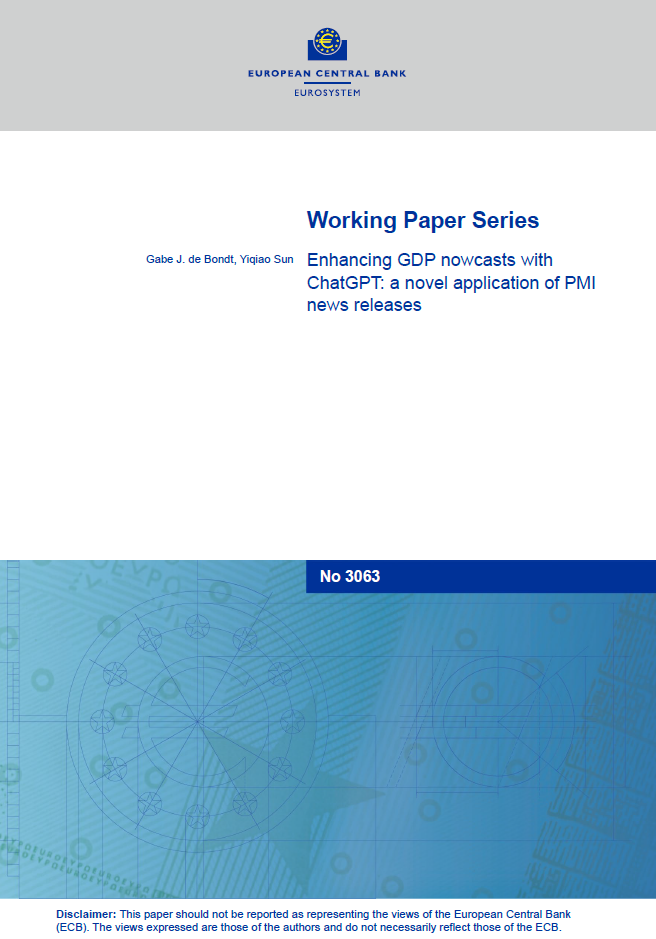 EUROPEAN CENTRAL BANK
EUROSYSTEM
Working Paper Series
Gabe J. de Bondt, Yiqiao Sun
Enhancing GDP nowcasts with
ChatGPT: a novel application of PMI
news releases
No 3063
Disclaimer: This paper should not be reported as representing the views of the European Central Bank
(ECB). The views expressed are those of the authors and do not necessarily reflect those of the ECB.